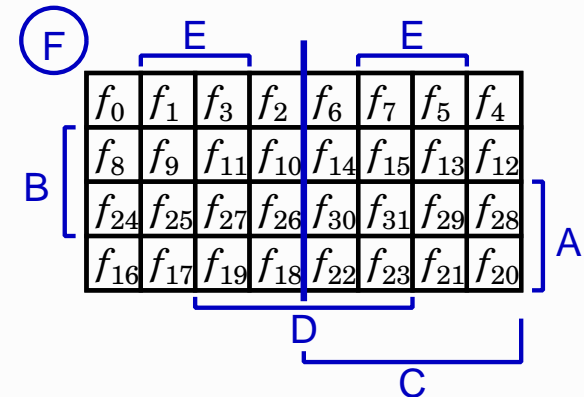 F
E E
f₀ f₁ f₃ f₂ f₆ f₇ f₅ f₄
f₈ f₉ f₁₁ f₁₀ f₁₄ f₁₅ f₁₃ f₁₂
B
f₂₄ f₂₅ f₂₇ f₂₆ f₃₀ f₃₁ f₂₉ f₂₈
A
f₁₆ f₁₇ f₁₉ f₁₈ f₂₂ f₂₃ f₂₁ f₂₀
D
C